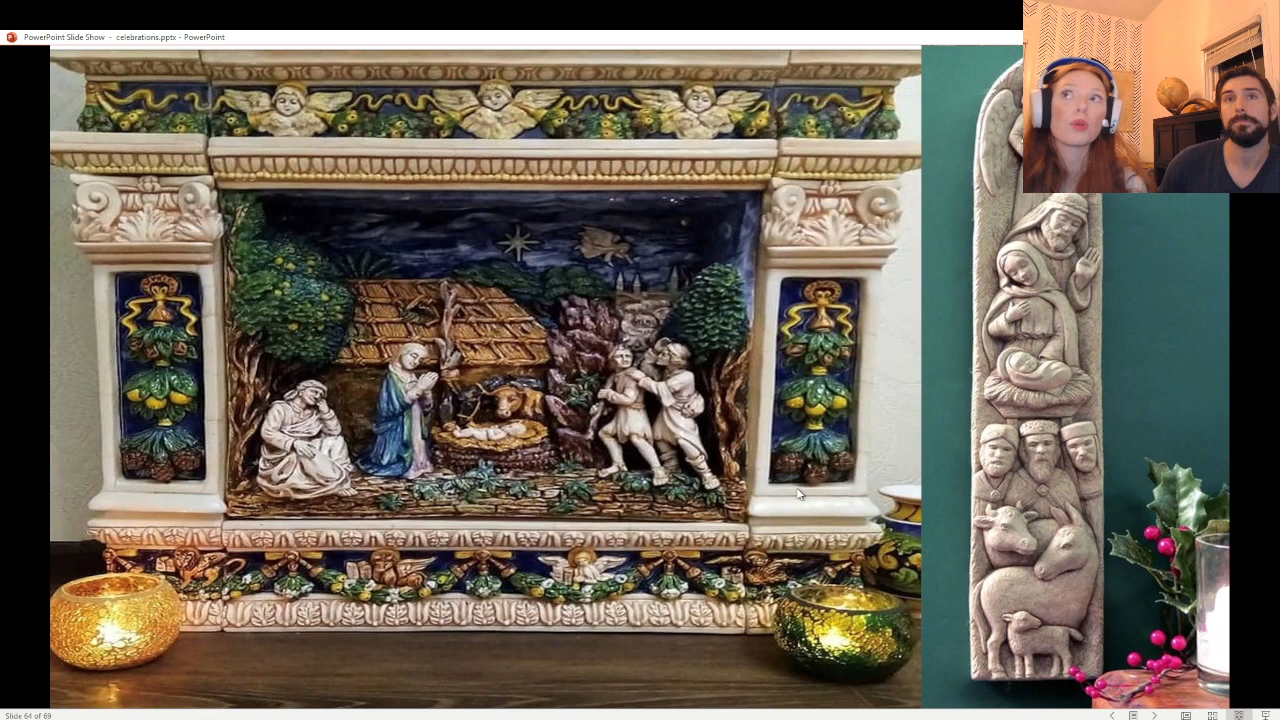 PowerPoint Slide Show - celebrations.pptx - PowerPoint
Slide 64 of 69